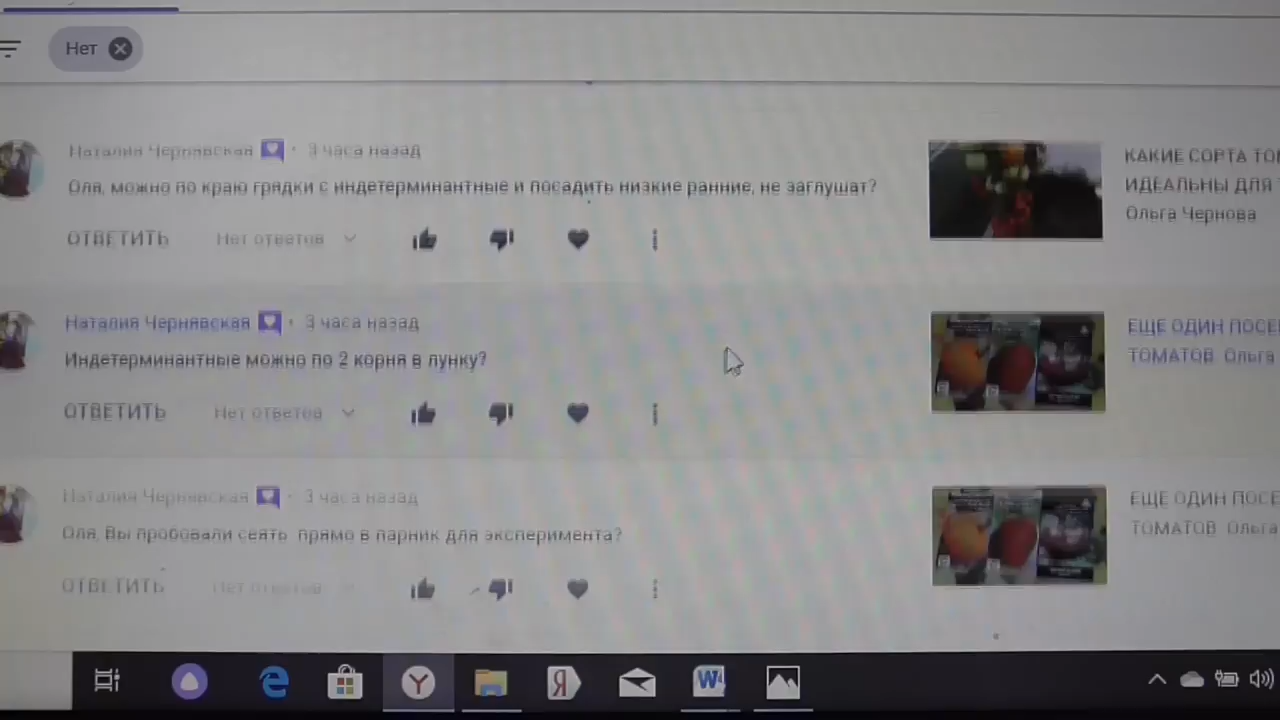 Нет
Наталия Чернявская • 3 часа назад
Оля, можно по краю грядки с индетерминантные и посадить низкие ранние, не заглушат?
ОТВЕТИТЬ Нет ответов
КАКИЕ СОРТА ТО
ИДЕАЛЬНЫ ДЛЯ
Ольга Чернова
Наталия Чернявская • 3 часа назад
Индетерминантные можно по 2 корня в лунку?
ОТВЕТИТЬ Нет ответов
ЕЩЕ ОДИН ПОСЕ
ТОМАТОВ Ольга
Наталия Чернявская • 3 часа назад
Оля, Вы пробовали сеять прямо в парник для эксперимента?
ОТВЕТИТЬ Нет ответов
ЕЩЕ ОДИН ПОСЕ
ТОМАТОВ Ольга